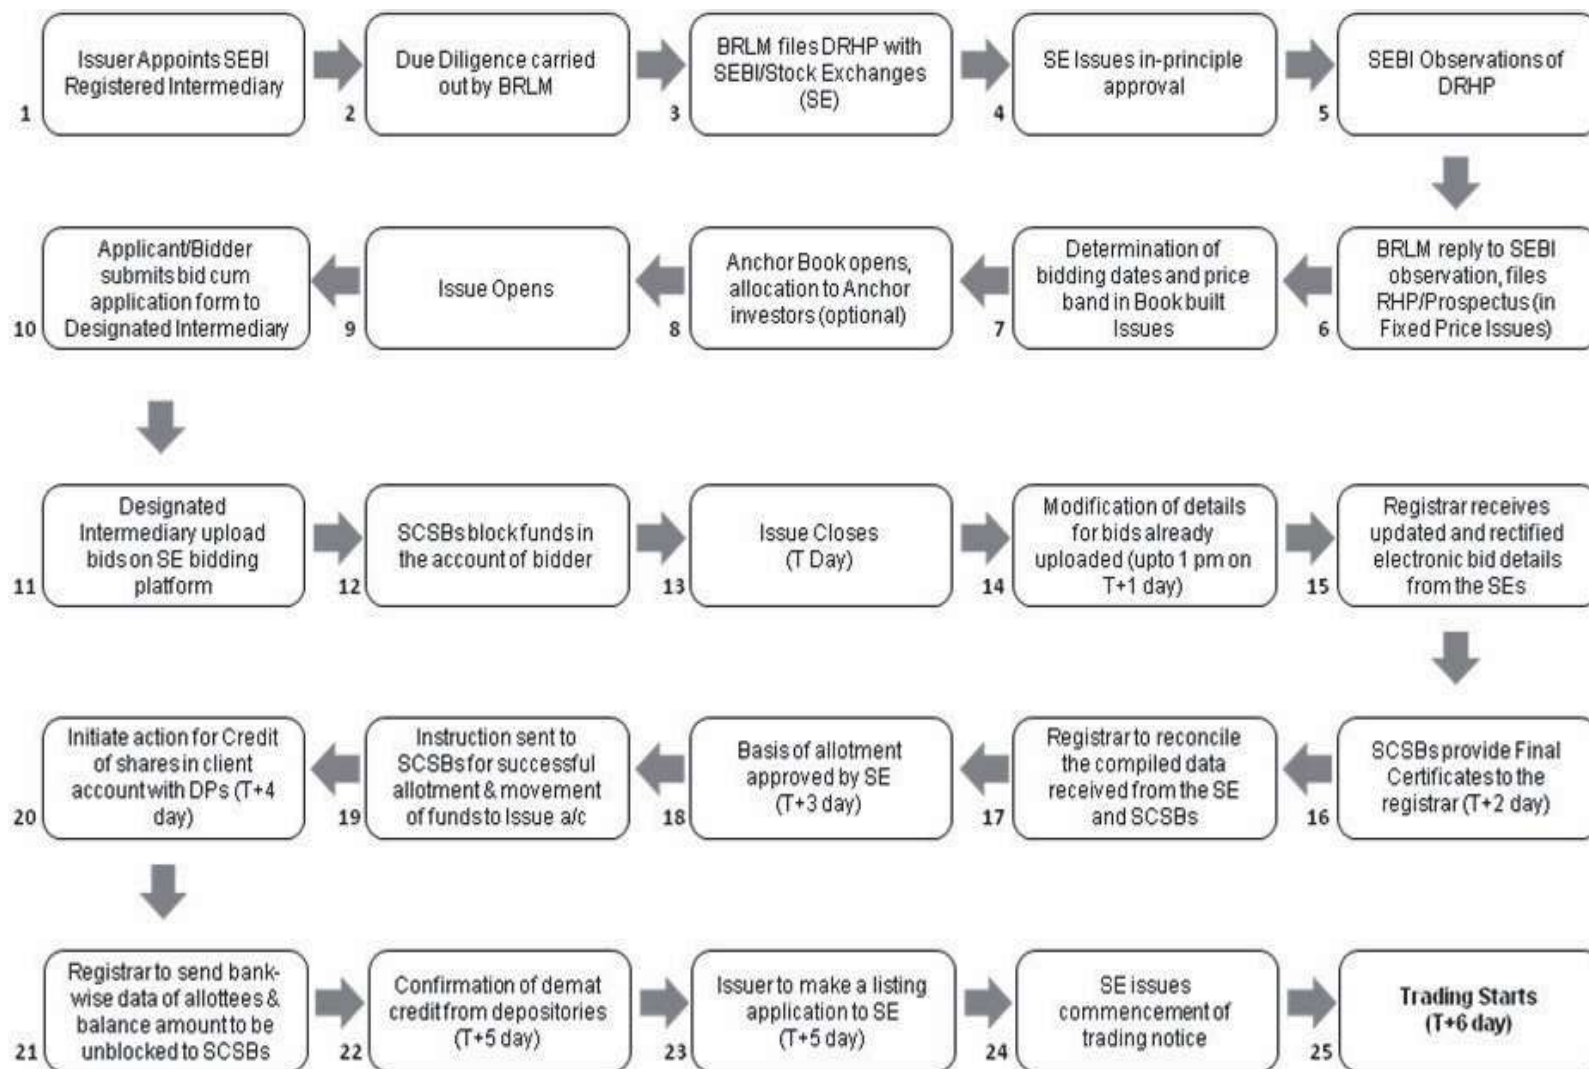 Issuer Appoints SEBI
Registered Intermediary
1
Due Diligence carried
out by BRLM
2
BRLM files DRHP with
SEBI/Stock Exchanges
(SE)
3
SE Issues in-principle
approval
4
SEBI Observations of
DRHP
5
BRLM reply to SEBI
observation, files
RHP/Prospectus (in
Fixed Price Issues)
6
Determination of
bidding dates and price
band in Book built
Issues
7
Anchor Book opens,
allocation to Anchor
investors (optional)
8
Issue Opens
9
Applicant/Bidder
submits bid cum
application form to
Designated Intermediary
10
Designated
Intermediary upload
bids on SE bidding
platform
11
SCSBs block funds in
the account of bidder
12
Issue Closes
(T Day)
13
Modification of details
for bids already
uploaded (upto 1 pm on
T+1 day)
14
Registrar receives
updated and rectified
electronic bid details
from the SEs
15
SCSBs provide Final
Certificates to the
registrar (T+2 day)
16
Registrar to reconcile
the compiled data
received from the SE
and SCSBs
17
Basis of allotment
approved by SE
(T+3 day)
18
Instruction sent to
SCSBs for successful
allotment & movement
of funds to Issue a/c
19
Initiate action for Credit
of shares in client
account with DPs (T+4
day)
20
Registrar to send bank-
wise data of allottees &
balance amount to be
unblocked to SCSBs
21
Confirmation of demat
credit from depositories
(T+5 day)
22
Issuer to make a listing
application to SE
(T+5 day)
23
SE issues
commencement of
trading notice
24
Trading Starts
(T+6 day)
25